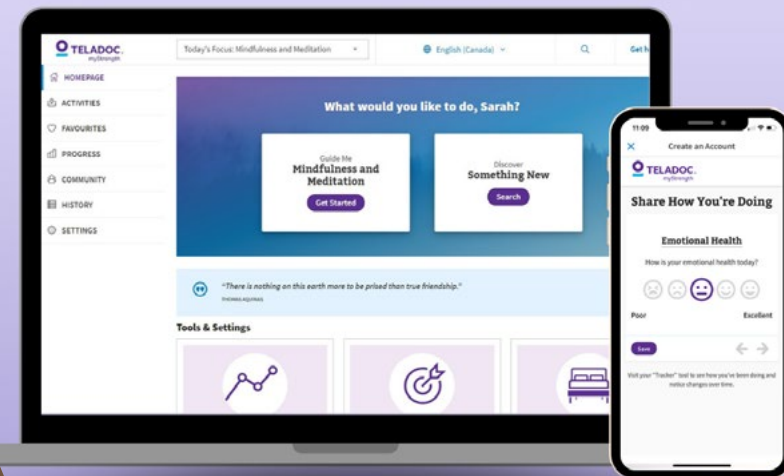 TELADOC.
myStrength
Today's Focus: Mindfulness and Meditation
English (Canada)
Get h
HOMEPAGE
ACTIVITIES
FAVOURITES
PROGRESS
COMMUNITY
HISTORY
SETTINGS
What would you like to do, Sarah?
Guide Me
Mindfulness and
Meditation
Get Started
Discover
Something New
Search
"There is nothing on this earth more to be prised than true friendship."
THOMAS AQUINAS
Tools & Settings
11:09
Create an Account
TELADOC.
myStrength
Share How You're Doing
Emotional Health
How is your emotional health today?
Poor
Excellent
Save
Visit your "Tracker" tool to see how you've been doing and
notice changes over time.